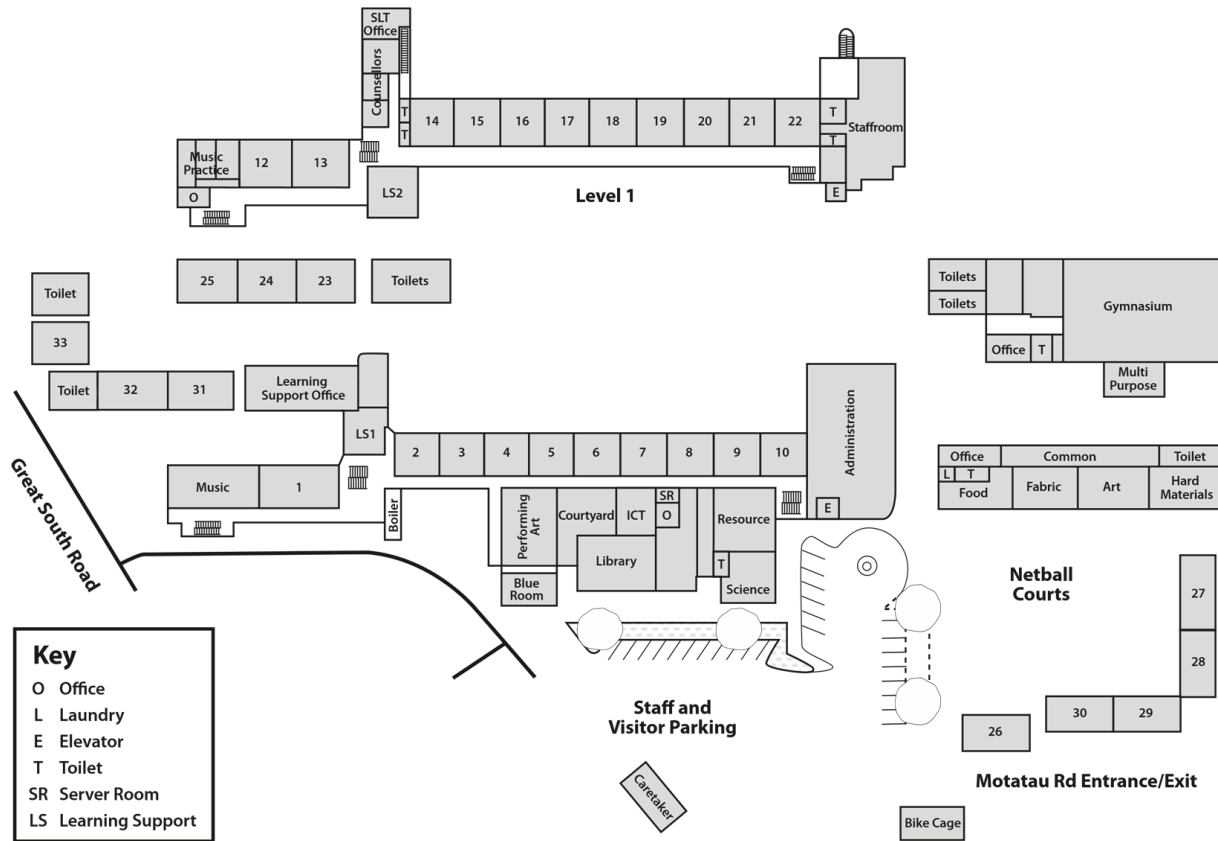 SLT
Office
Counsellors
T
T
14
15
16
17
18
19
20
21
22
T
T
Staffroom
E
Music
Practice
12
13
O
LS2
Level 1
25
24
23
Toilets
Toilet
33
Toilet
32
31
Learning
Support Office
LS1
2
3
4
5
6
7
8
9
10
Administration
E
Music
1
Boiler
Performing
Art
Courtyard
ICT
SR
O
Resource
Library
T
Science
Blue
Room
Great South Road
Toilets
Toilets
Gymnasium
Office
T
Multi
Purpose
Office
Common
Toilet
L
T
Food
Fabric
Art
Hard
Materials
Netball
Courts
27
28
30
29
26
Staff and
Visitor Parking
Motatau Rd Entrance/Exit
Caretaker
Bike Cage
Key
O Office
L Laundry
E Elevator
T Toilet
SR Server Room
LS Learning Support